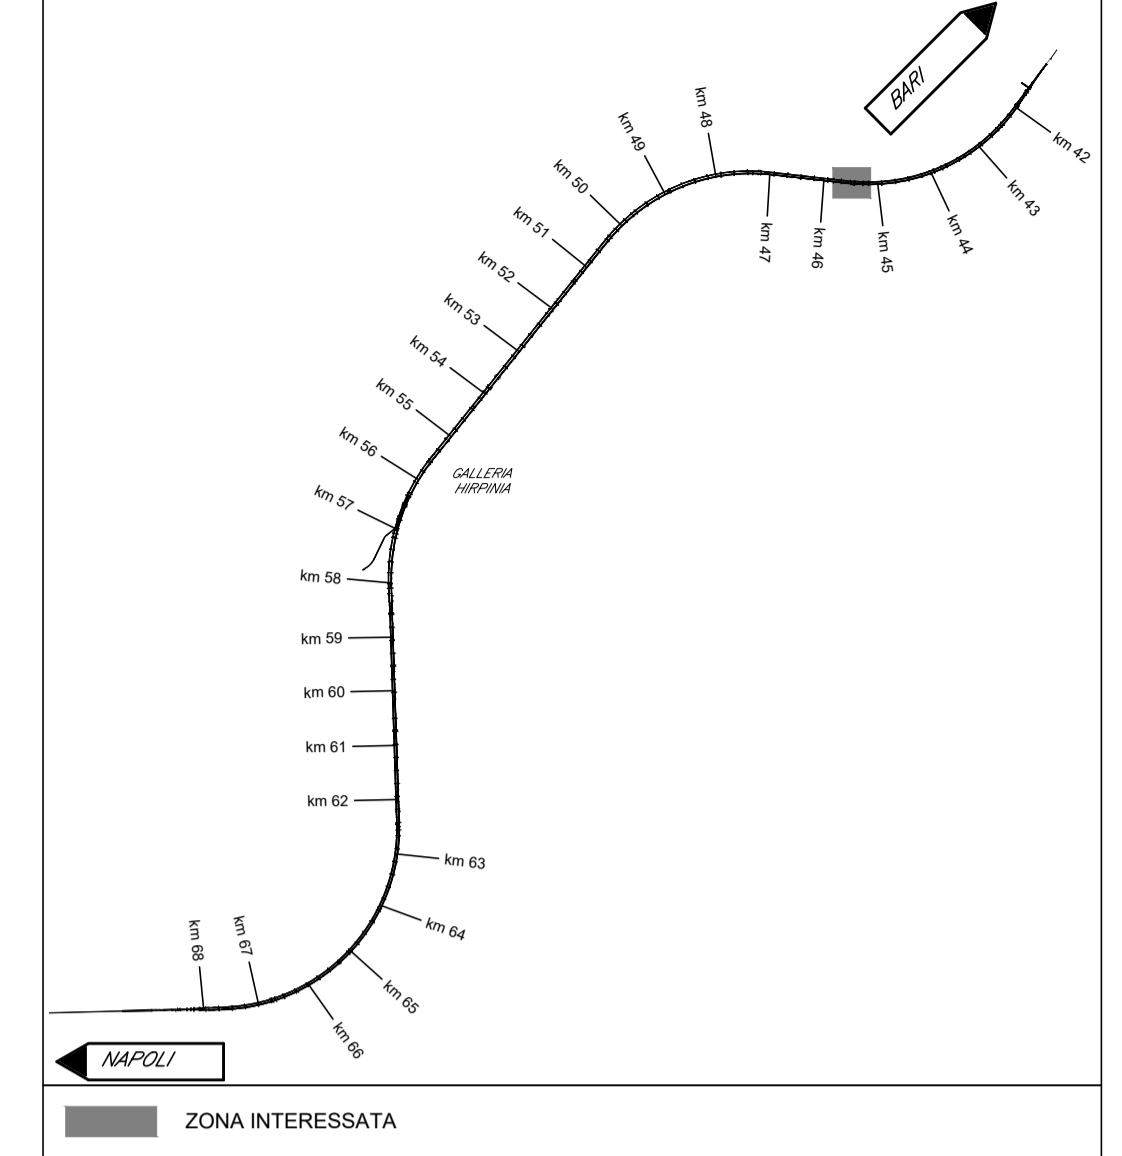 BARI
km 42
km 43
km 44
km 45
km 46
km 47
km 48
km 49
km 50
km 51
km 52
km 53
km 54
km 55
km 56
GALLERIA
HIRPINIA
km 57
km 58
km 59
km 60
km 61
km 62
km 63
km 64
km 65
km 66
km 67
km 68
NAPOLI
ZONA INTERESSATA